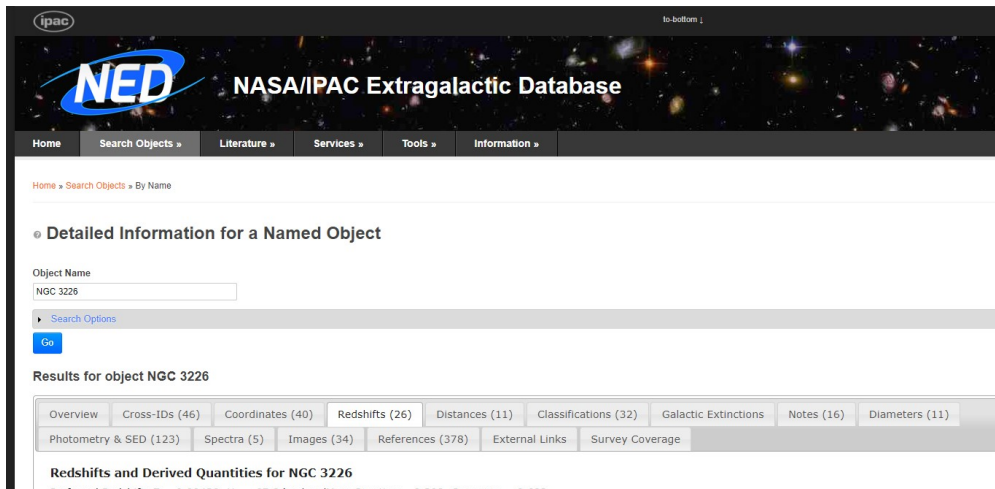 ipac
to-bottom ↓
NED
NASA/IPAC Extragalactic Database
Home Search Objects » Literature » Services » Tools » Information »
Home » Search Objects » By Name
Detailed Information for a Named Object
Object Name
NGC 3226
Search Options
Go
Results for object NGC 3226
Overview Cross-IDs (46) Coordinates (40) Redshifts (26) Distances (11) Classifications (32) Galactic Extinctions Notes (16) Diameters (11)
Photometry & SED (123) Spectra (5) Images (34) References (378) External Links Survey Coverage
Redshifts and Derived Quantities for NGC 3226